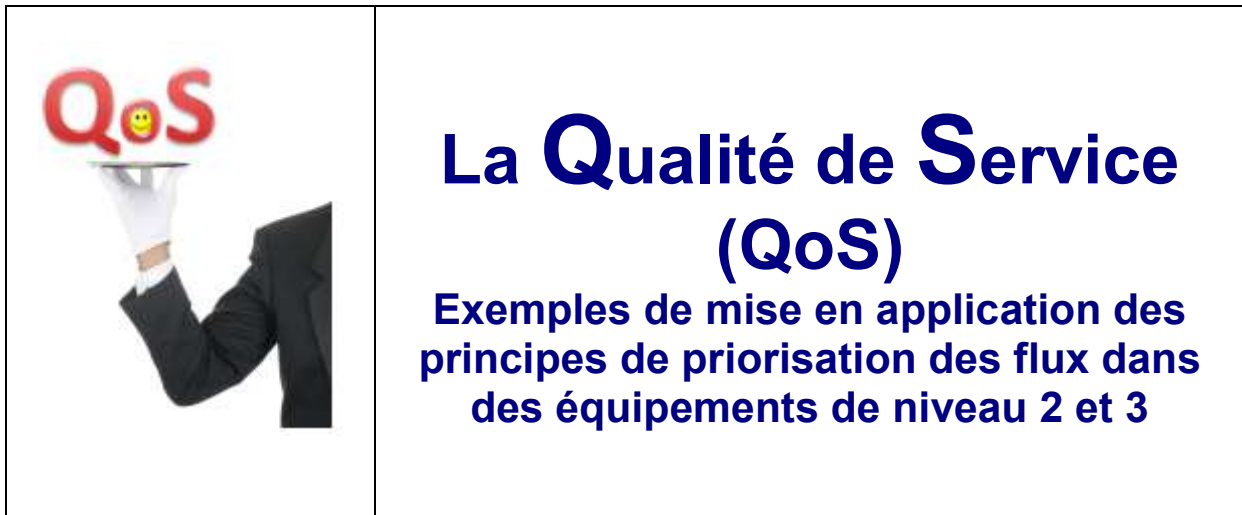 QoS
La Qualité de Service
(QoS)
Exemples de mise en application des
principes de priorisation des flux dans
des équipements de niveau 2 et 3